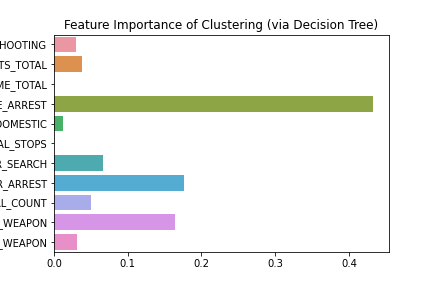 Feature Importance of Clustering (via Decision Tree)
HOOTING
TS_TOTAL
ME_TOTAL
E_ARREST
DOMESTIC
AL_STOPS
R_SEARCH
R_ARREST
L_COUNT
_WEAPON
_WEAPON
0.0 0.1 0.2 0.3 0.4